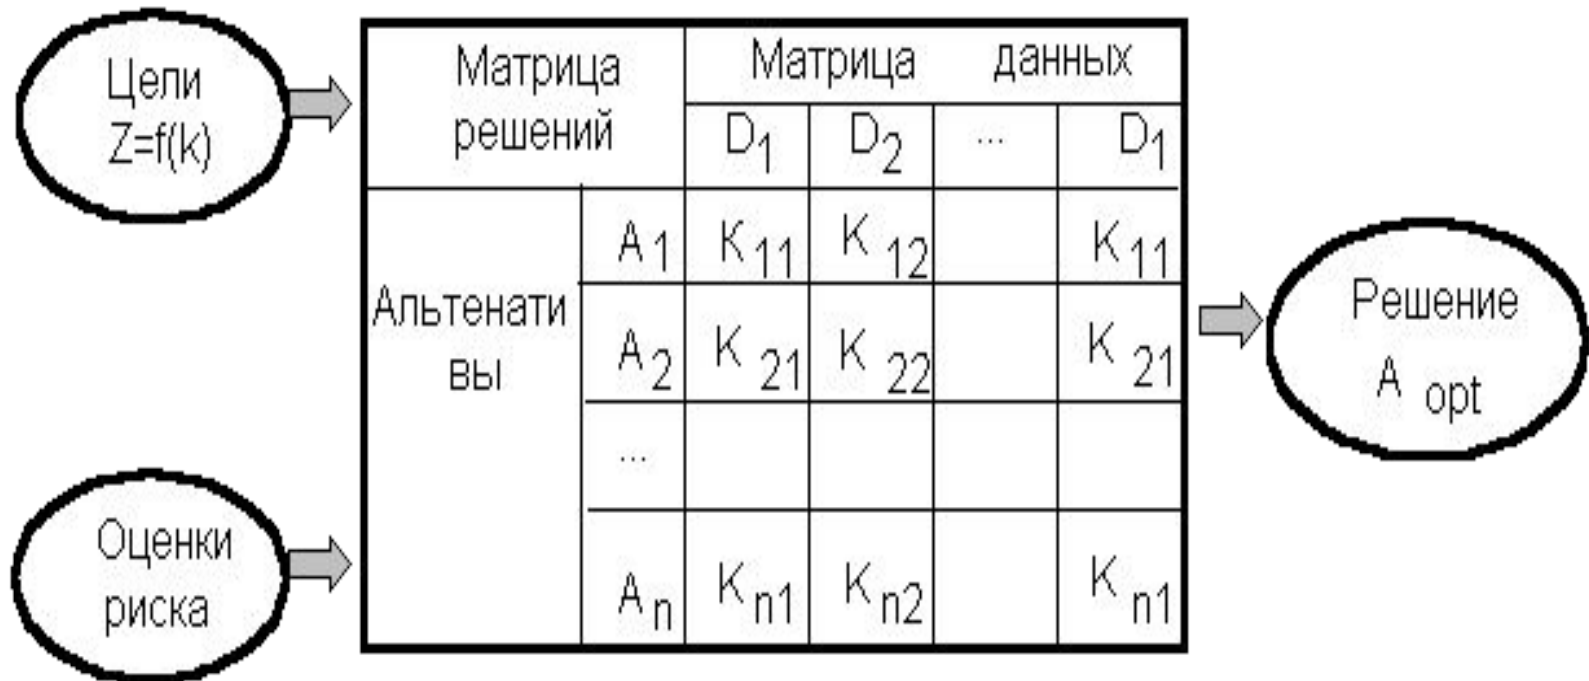 Цели
Z=f(k)
Матрица
решений
Матрица данных
D1 D2 ... D1
A1 K11 K12 K11
Альтенати
вы
A2 K21 K22 K21
...
An Kn1 Kn2 Kn1
Оценки
риска
Решение
A opt